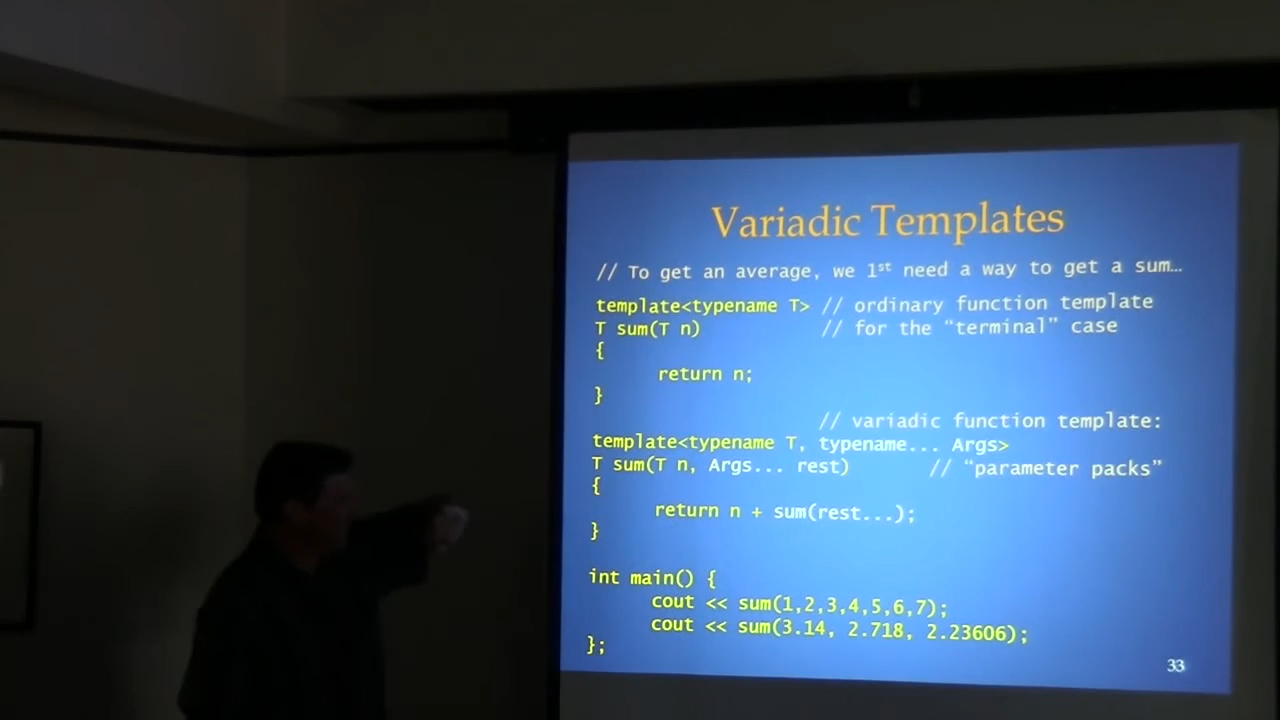 Variadic Templates
// To get an average, we 1st need a way to get a sum…
template<typename T> // ordinary function template
T sum(T n) // for the “terminal” case
{
return n;
}
// variadic function template:
template<typename T, typename... Args>
T sum(T n, Args... rest) // “parameter packs”
{
return n + sum(rest...);
}
int main() {
cout << sum(1,2,3,4,5,6,7);
cout << sum(3.14, 2.718, 2.23606);
};
33